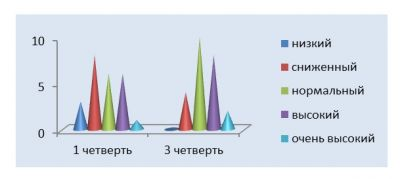 10
5
0
1 четверть
3 четверть
низкий
сниженный
нормальный
высокий
очень высокий